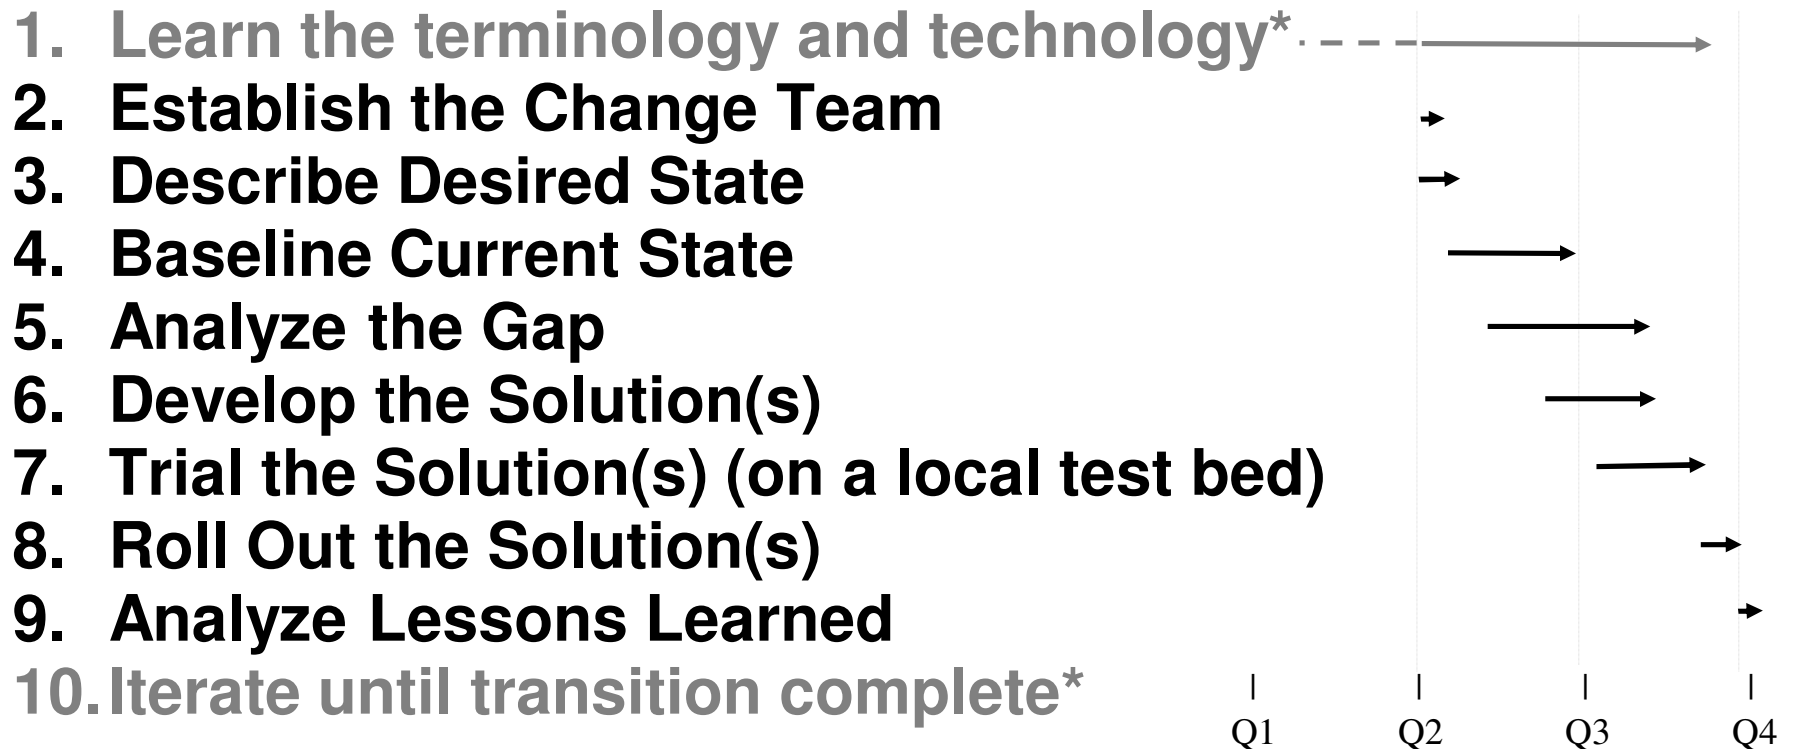 1. Learn the terminology and technology*
2. Establish the Change Team
3. Describe Desired State
4. Baseline Current State
5. Analyze the Gap
6. Develop the Solution(s)
7. Trial the Solution(s) (on a local test bed)
8. Roll Out the Solution(s)
9. Analyze Lessons Learned
10. Iterate until transition complete*
Q1 Q2 Q3 Q4